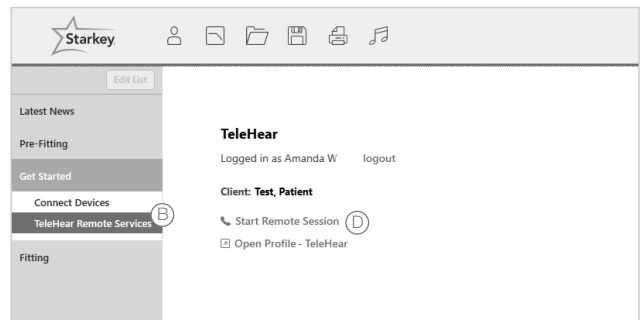 Starkey
Edit List
Latest News
Pre-Fitting
Get Started
Connect Devices
TeleHear Remote Services
B
Fitting
TeleHear
Logged in as Amanda W logout
Client: Test, Patient
Start Remote Session
D
Open Profile - TeleHear